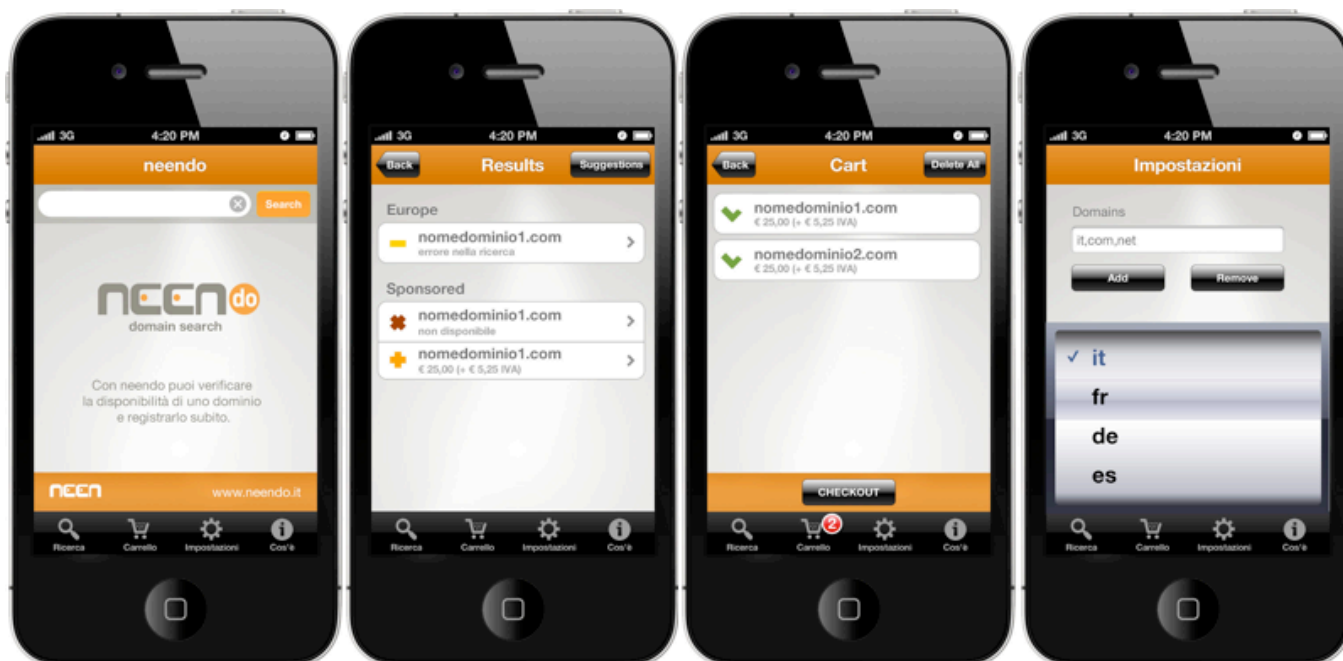 3G 4:20 PM
neendo
Search
NEEN do
domain search
Con neendo puoi verificare
la disponibilità di uno dominio
e registrarlo subito.
NEEN www.neendo.it
Ricerca Carrello Impostazioni Cos'è
3G 4:20 PM
Back Results Suggestions
Europe
nomedominio1.com
errore nella ricerca
Sponsored
nomedominio1.com
non disponibile
nomedominio1.com
€ 25,00 (+ € 5,25 IVA)
Ricerca Carrello Impostazioni Cos'è
3G 4:20 PM
Back Cart Delete All
nomedominio1.com
€ 25,00 (+ € 5,25 IVA)
nomedominio2.com
€ 25,00 (+ € 5,25 IVA)
CHECKOUT
2
Ricerca Carrello Impostazioni Cos'è
3G 4:20 PM
Impostazioni
Domains
it,com,net
Add Remove
it
fr
de
es
Ricerca Carrello Impostazioni Cos'è